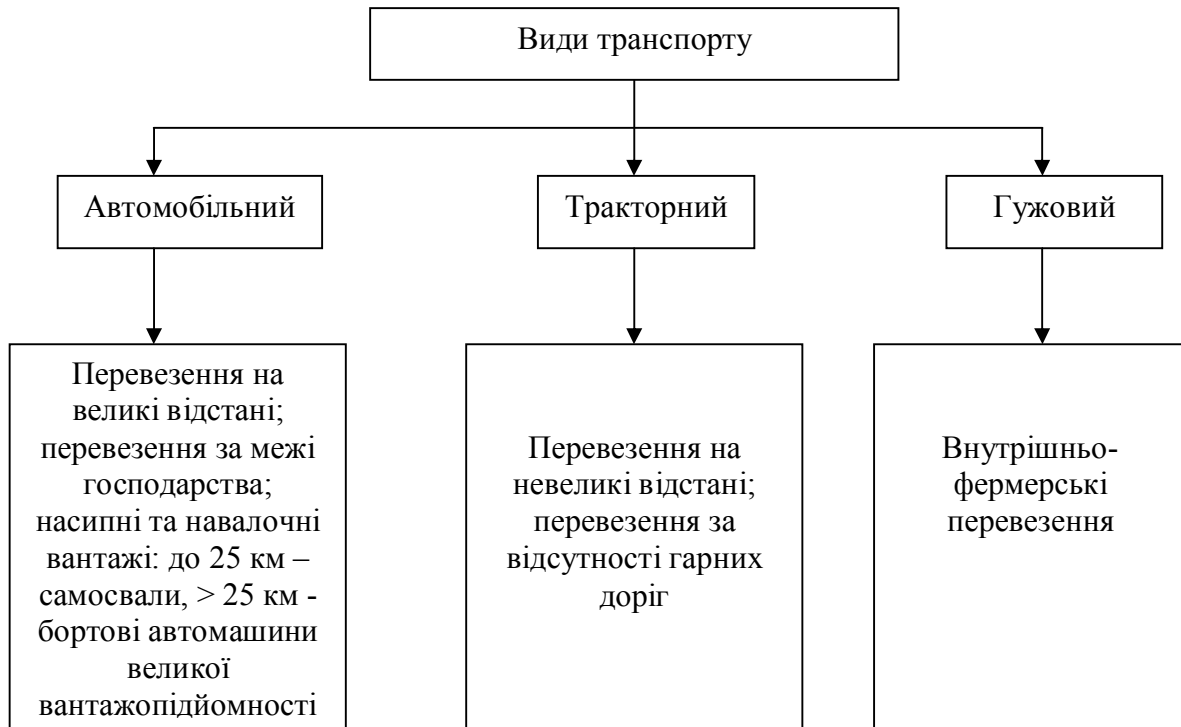 Види транспорту
Автомобільний
Тракторний
Гужовий
Перевезення на
великі відстані;
перевезення за межі
господарства;
насипні та навалочні
вантажі: до 25 км –
самосвали, > 25 км -
бортові автомашини
великої
вантажопідйомності
Перевезення на
невеликі відстані;
перевезення за
відсутності гарних
доріг
Внутрішньо-
фермерські
перевезення